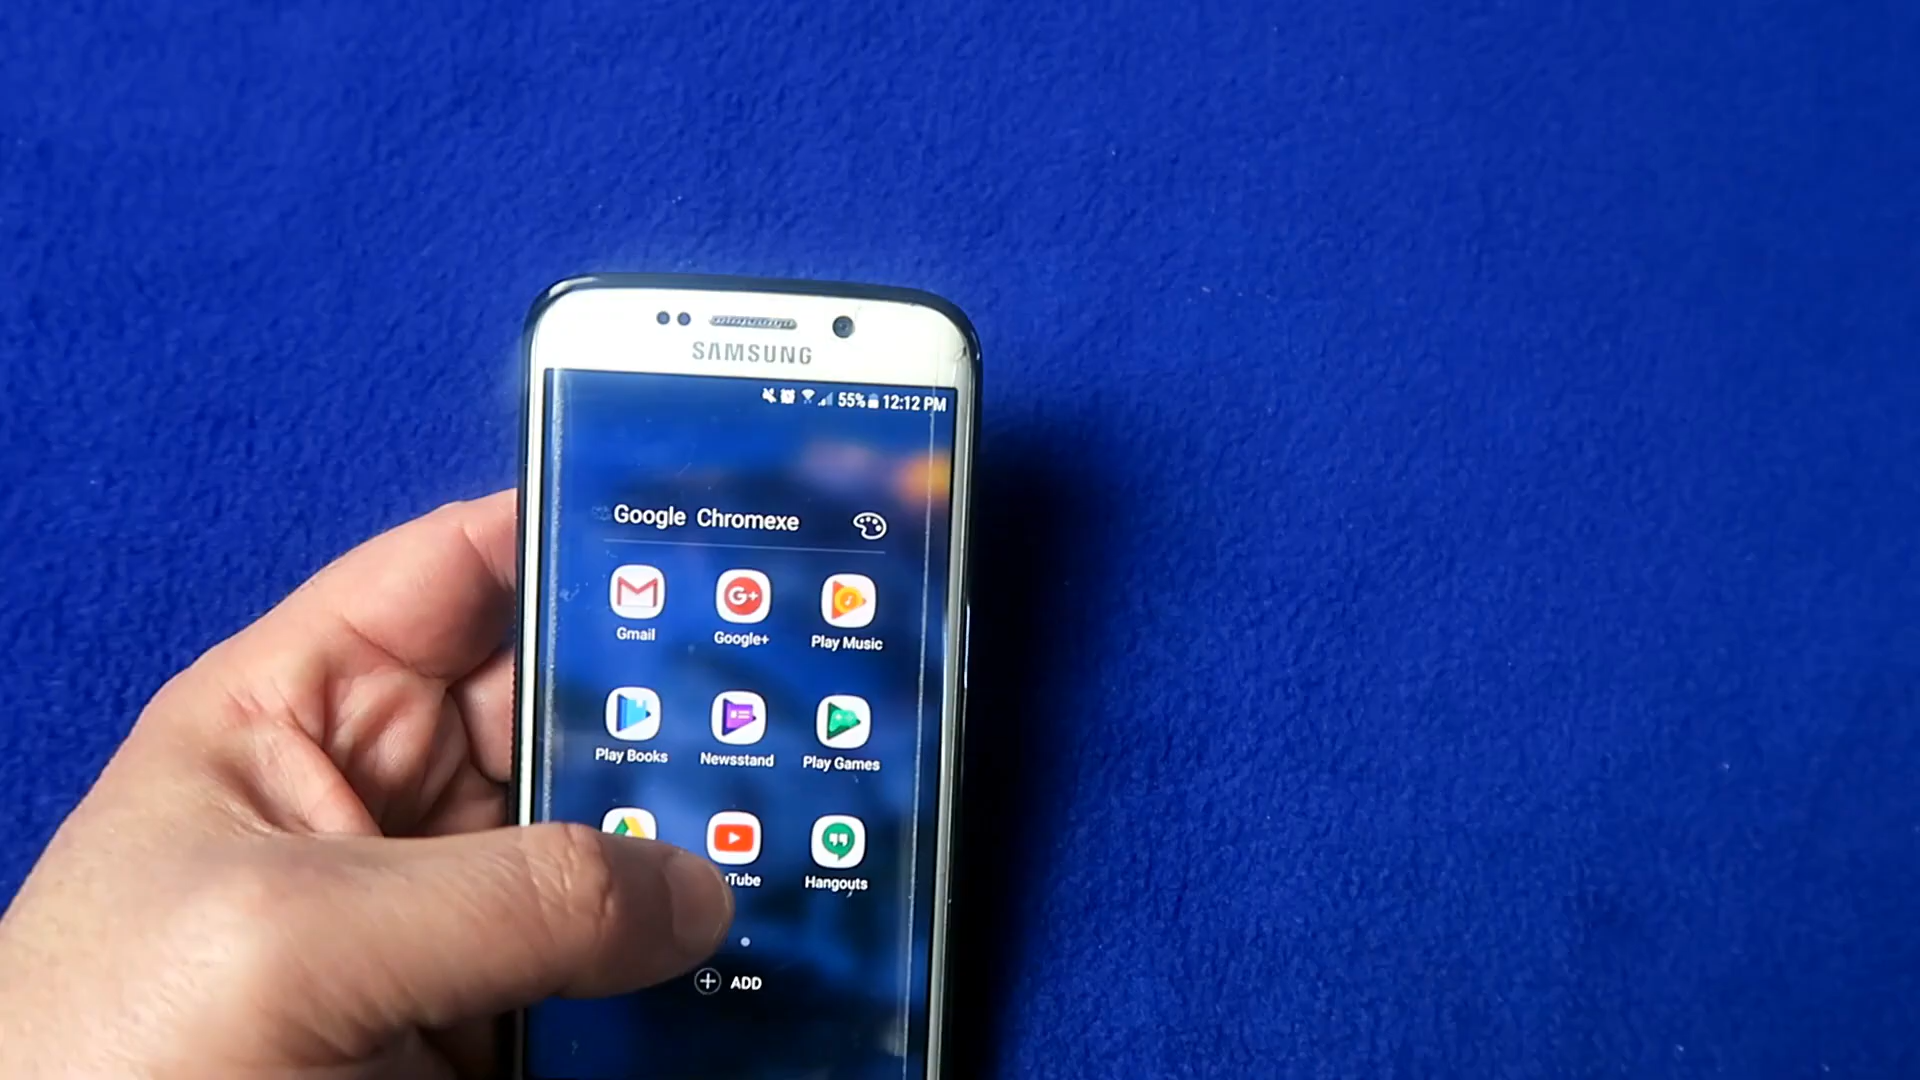 SAMSUNG
55% 12:12 PM
Google Chromexe
Gmail Google+ Play Music
Play Books Newsstand Play Games
Tube Hangouts
ADD